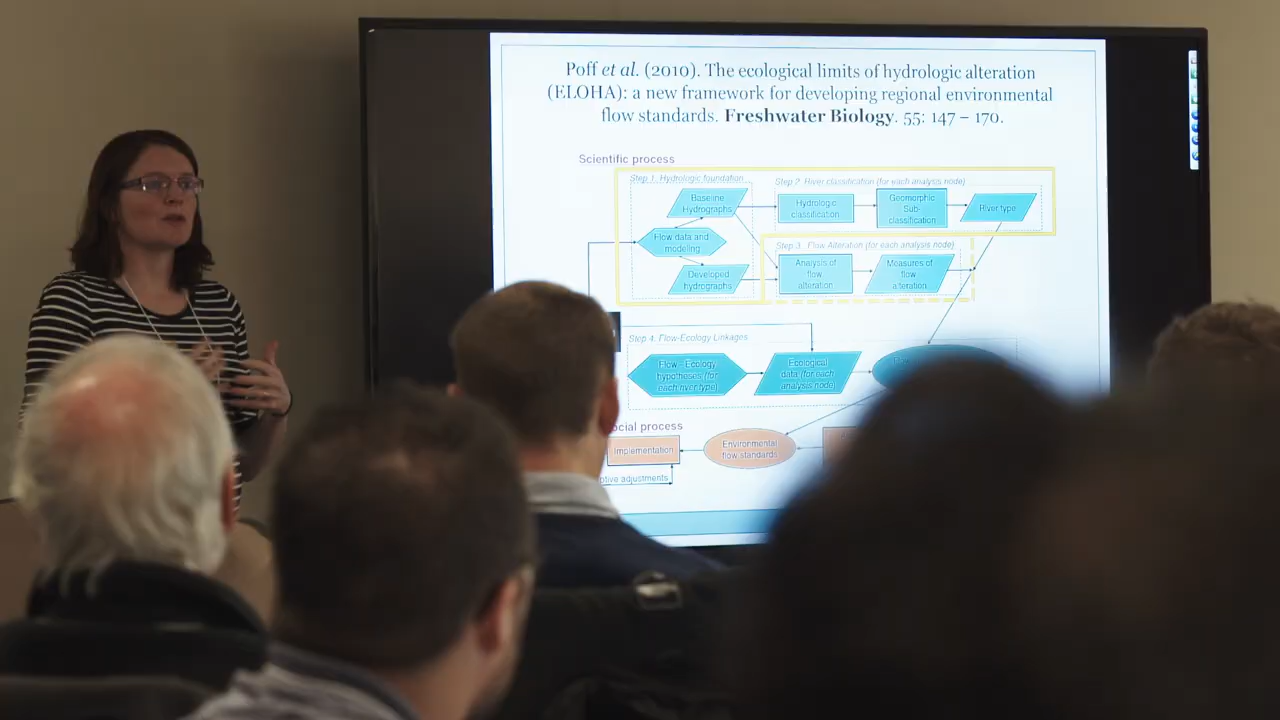 Poff et al. (2010). The ecological limits of hydrologic alteration
(ELOHA): a new framework for developing regional environmental
flow standards. Freshwater Biology. 55: 147 – 170.
Scientific process
Step 1. Hydrologic foundation
Step 2. River classification (for each analysis node)
Baseline
Hydrographs
Hydrologic
classification
Geomorphic
Sub-
classification
River type
Flow data and
modeling
Step 3. Flow Alteration (for each analysis node)
Developed
hydrographs
Analysis of
flow
alteration
Measures of
flow
alteration
Step 4: Flow-Ecology Linkages
Flow - Ecology
hypotheses (for
each river type)
Ecological
data (for each
analysis node)
ocial process
Implementation
Environmental
flow standards
ptive adjustments